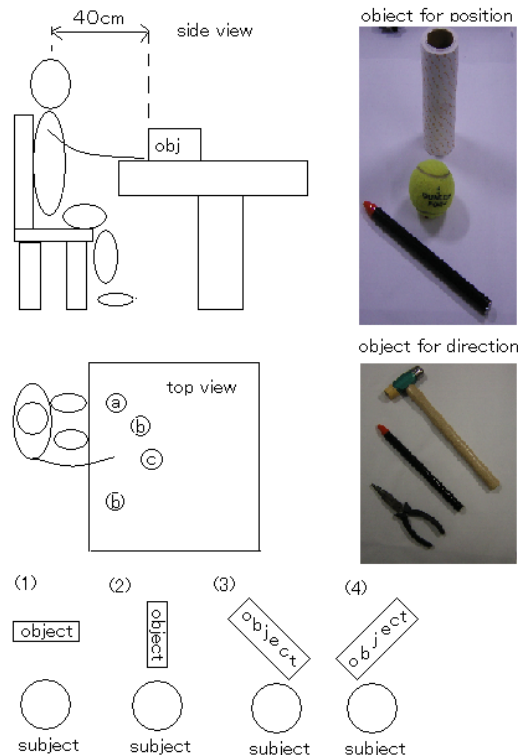 40cm
side view
obj
object for position
top view
a
b
c
b
object for direction
(1)
(2)
(3)
(4)
object
object
object
object
subject
subject
subject
subject